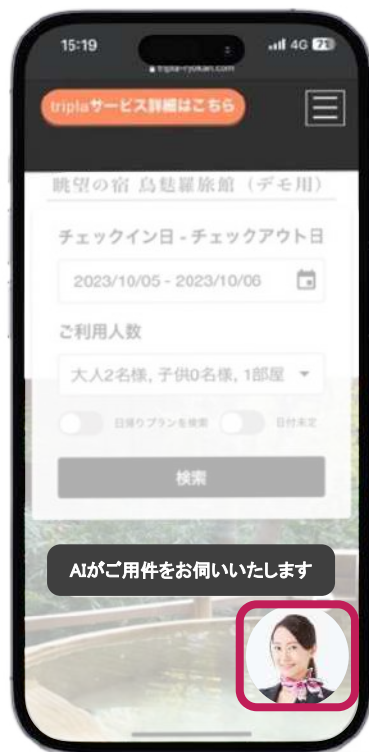 15:19
4G 73
tripla-ryokan.com
triplaサービス詳細はこちら
眺望の宿 鳥麸羅旅館（デモ用）
チェックイン日 - チェックアウト日
2023/10/05 - 2023/10/06
ご利用人数
大人2名様, 子供0名様, 1部屋
日帰りプランを検索 日付未定
検索
AIがご用件をお伺いいたします